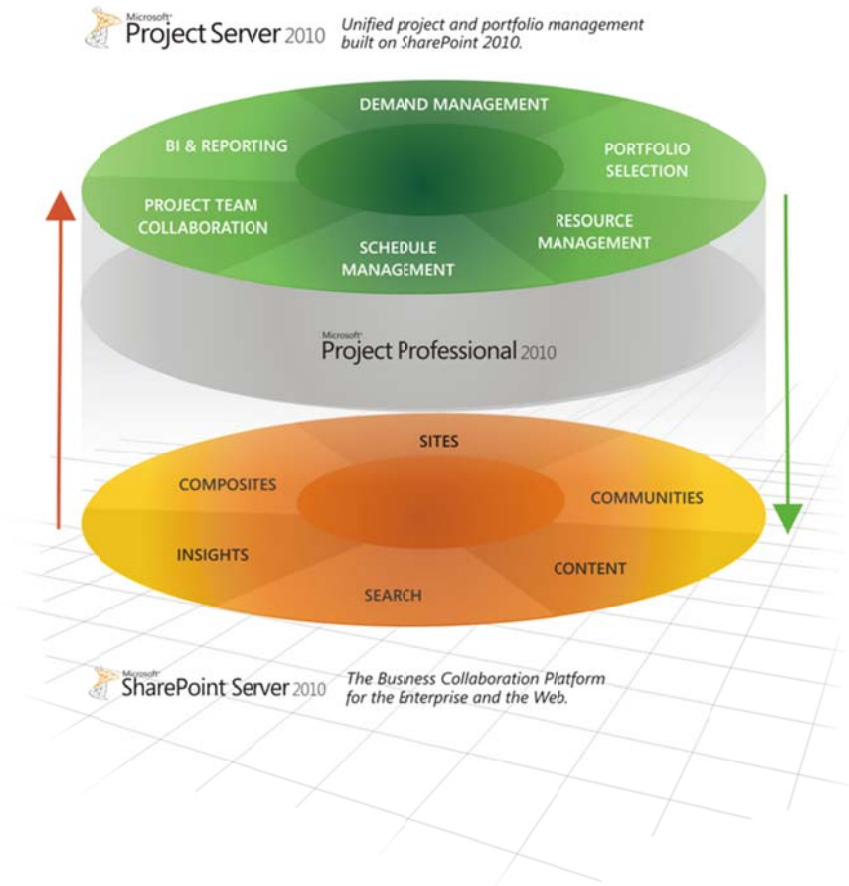 Microsoft®
Project Server 2010
Unified project and portfolio management
built on SharePoint 2010.
DEMAND MANAGEMENT
BI & REPORTING
PORTFOLIO
SELECTION
PROJECT TEAM
COLLABORATION
RESOURCE
MANAGEMENT
SCHEDULE
MANAGEMENT
Microsoft®
Project Professional 2010
SITES
COMPOSITES
COMMUNITIES
INSIGHTS
CONTENT
SEARCH
Microsoft®
SharePoint Server 2010
The Business Collaboration Platform
for the Enterprise and the Web.